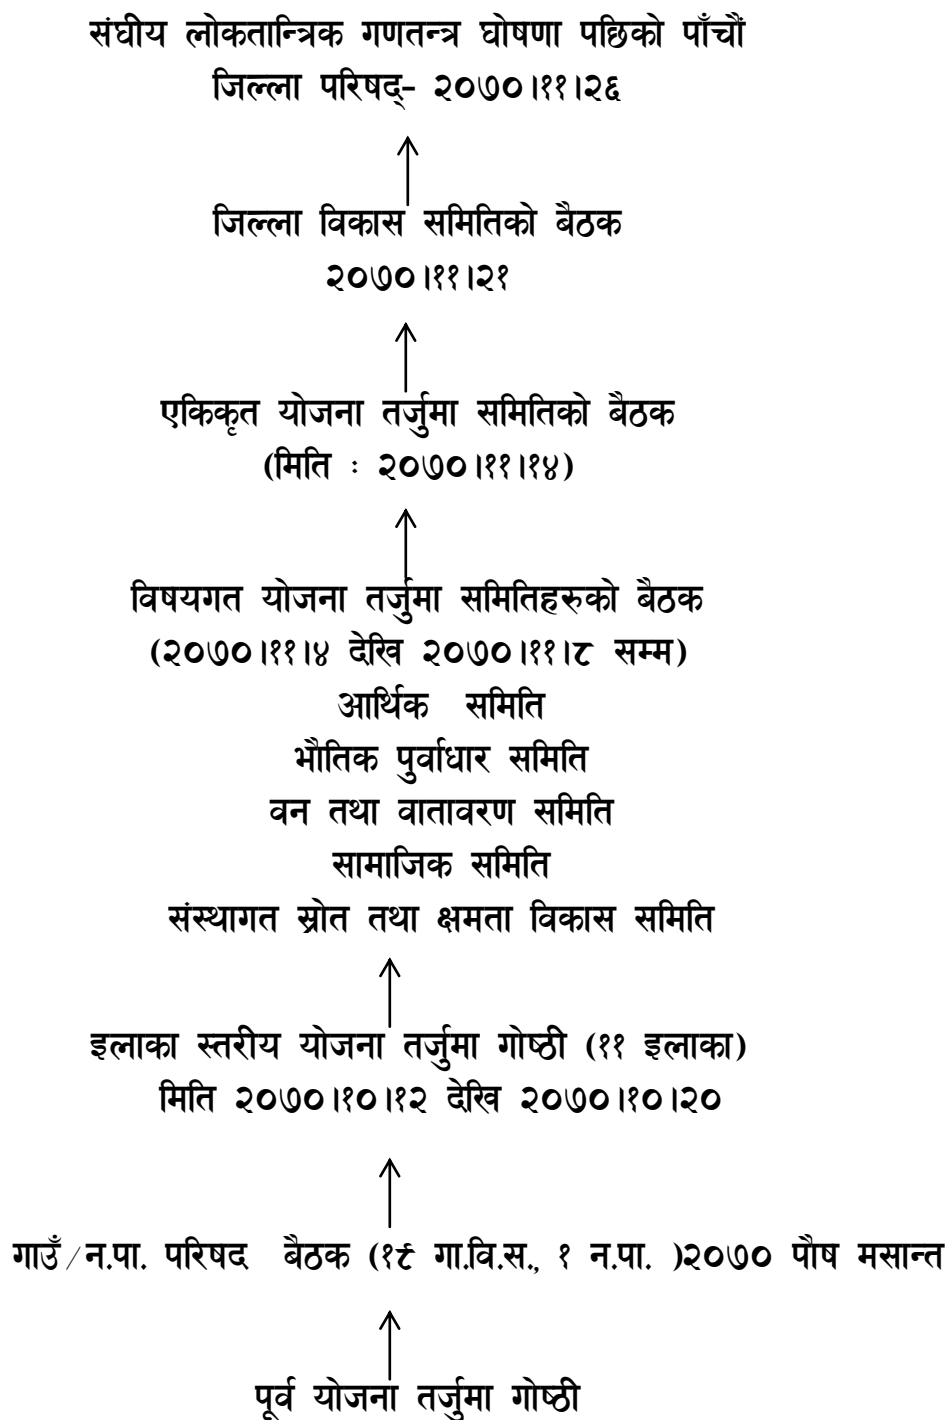 संघीय लोकतान्त्रिक गणतन्त्र घोषणा पछिको पाँचौं
जिल्ला परिषद्- २०७०।११।२६
जिल्ला विकास समितिको बैठक
२०७०।११।२१
एकिकृत योजना तर्जुमा समितिको बैठक
(मिति : २०७०।११।१४)
विषयगत योजना तर्जुमा समितिहरुको बैठक
(२०७०।११।४ देखि २०७०।११।८ सम्म)
आर्थिक समिति
भौतिक पुर्वाधार समिति
वन तथा वातावरण समिति
सामाजिक समिति
संस्थागत स्रोत तथा क्षमता विकास समिति
इलाका स्तरीय योजना तर्जुमा गोष्ठी (११ इलाका)
मिति २०७०।१०।१२ देखि २०७०।१०।२०
गाउँ/न.पा. परिषद बैठक (१९ गा.वि.स., १ न.पा. )२०७० पौष मसान्त
पूर्व योजना तर्जुमा गोष्ठी